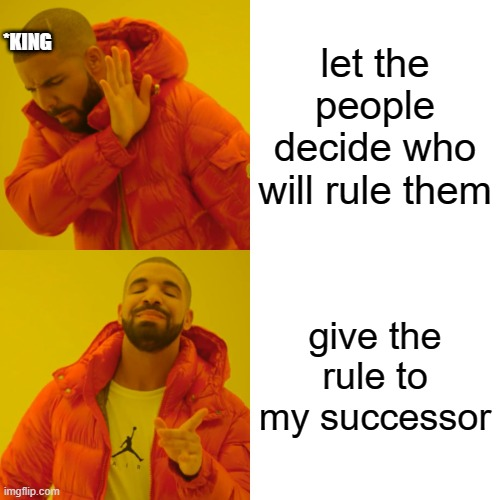 *KING
let the
people
decide who
will rule them
give the
rule to
my successor
imgflip.com